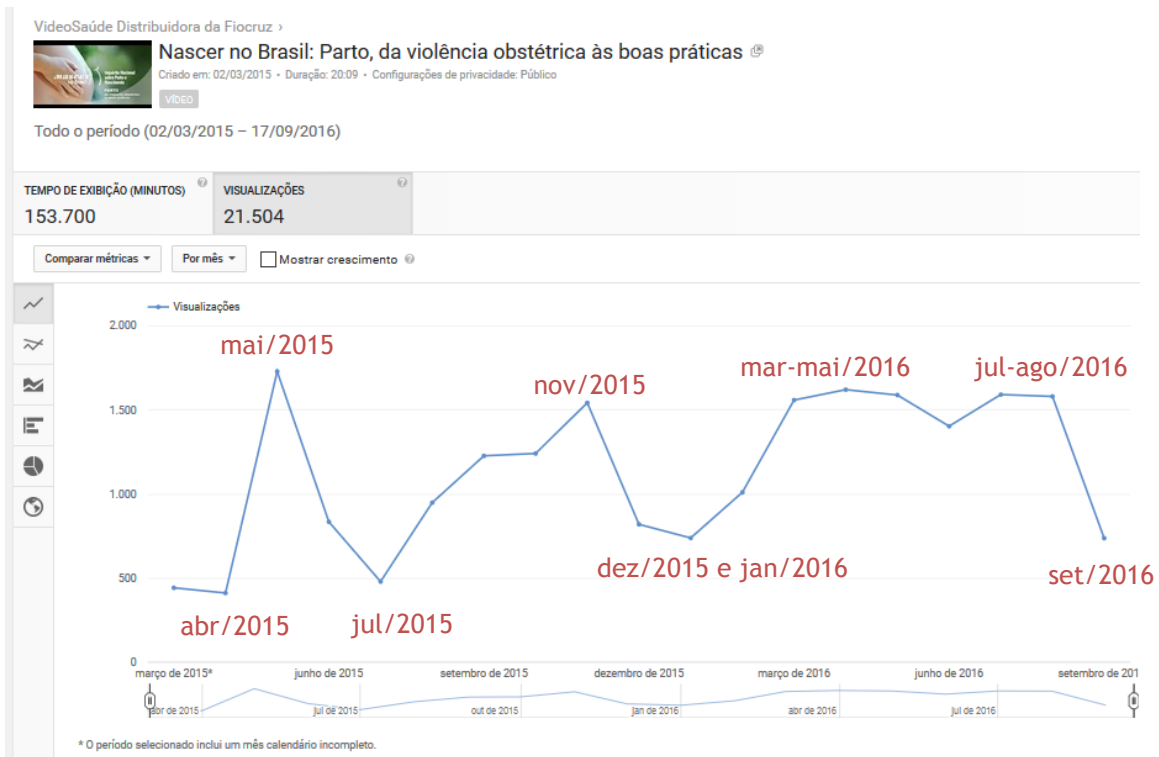 VideoSaúde Distribuidora da Fiocruz ›
Nascer no Brasil: Parto, da violência obstétrica às boas práticas
Criado em: 02/03/2015 • Duração: 20:09 • Configurações de privacidade: Público
VÍDEO
Todo o período (02/03/2015 – 17/09/2016)
TEMPO DE EXIBIÇÃO (MINUTOS) ?
153.700
VISUALIZAÇÕES ?
21.504
Comparar métricas
Por mês
Mostrar crescimento ?
Visualizações
2.000
1.500
1.000
500
0
mai/2015
nov/2015
mar-mai/2016
jul-ago/2016
dez/2015 e jan/2016
set/2016
abr/2015
jul/2015
março de 2015*
junho de 2015
setembro de 2015
dezembro de 2015
março de 2016
junho de 2016
setembro de 201
abr de 2015
jul de 2015
out de 2015
jan de 2016
abr de 2016
jul de 2016
* O período selecionado inclui um mês calendário incompleto.